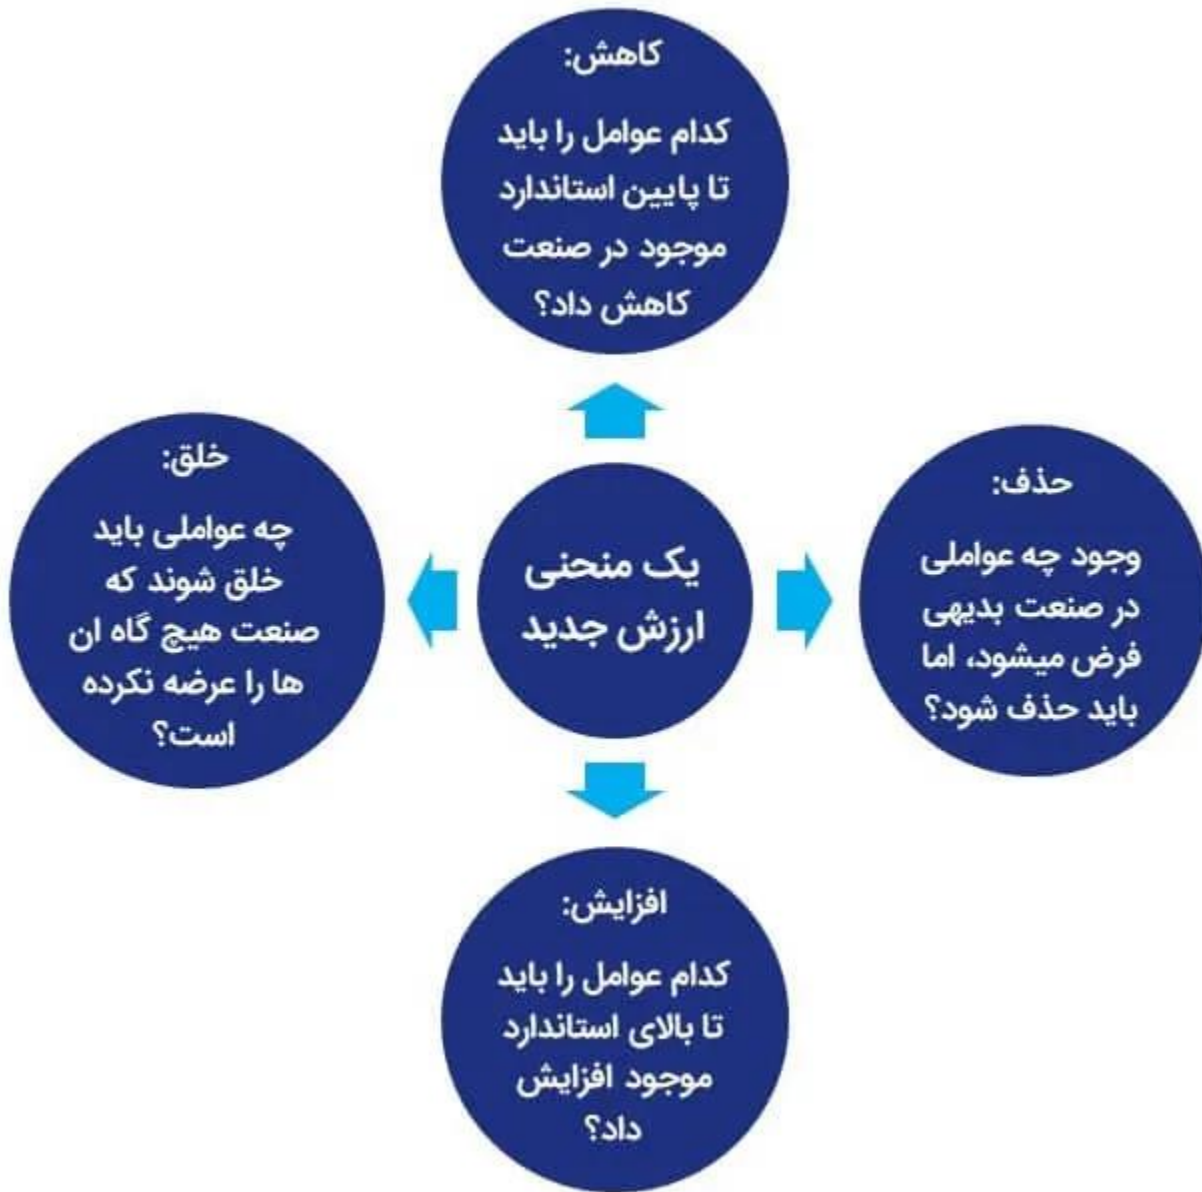 کاهش:
کدام عوامل را باید
تا پایین استاندارد
موجود در صنعت
کاهش داد؟
حذف:
وجود چه عواملی
در صنعت بدیهی
فرض میشود، اما
باید حذف شود؟
یک منحنی
ارزش جدید
خلق:
چه عواملی باید
خلق شوند که
صنعت هیچ گاه ان
ها را عرضه نکرده
است؟
افزایش:
کدام عوامل را باید
تا بالای استاندارد
موجود افزایش
داد؟